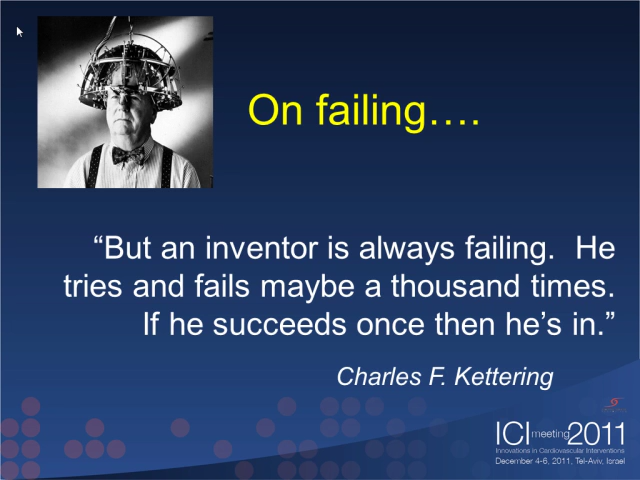 On failing….
“But an inventor is always failing.  He
tries and fails maybe a thousand times.
If he succeeds once then he’s in.”
Charles F. Kettering
ICI meeting 2011
Innovations in Cardiovascular Interventions
December 4-6, 2011, Tel-Aviv, Israel